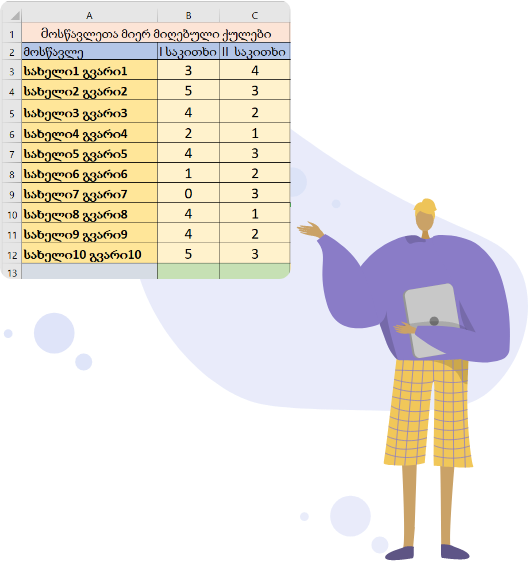 A B C
1 მოსწავლეთა მიერ მიღებული ქულები
2 მოსწავლე I საკითხი II საკითხი
3 სახელი1 გვარი1 3 4
4 სახელი2 გვარი2 5 3
5 სახელი3 გვარი3 4 2
6 სახელი4 გვარი4 2 1
7 სახელი5 გვარი5 4 3
8 სახელი6 გვარი6 1 2
9 სახელი7 გვარი7 0 3
10 სახელი8 გვარი8 4 1
11 სახელი9 გვარი9 4 2
12 სახელი10 გვარი10 5 3
13